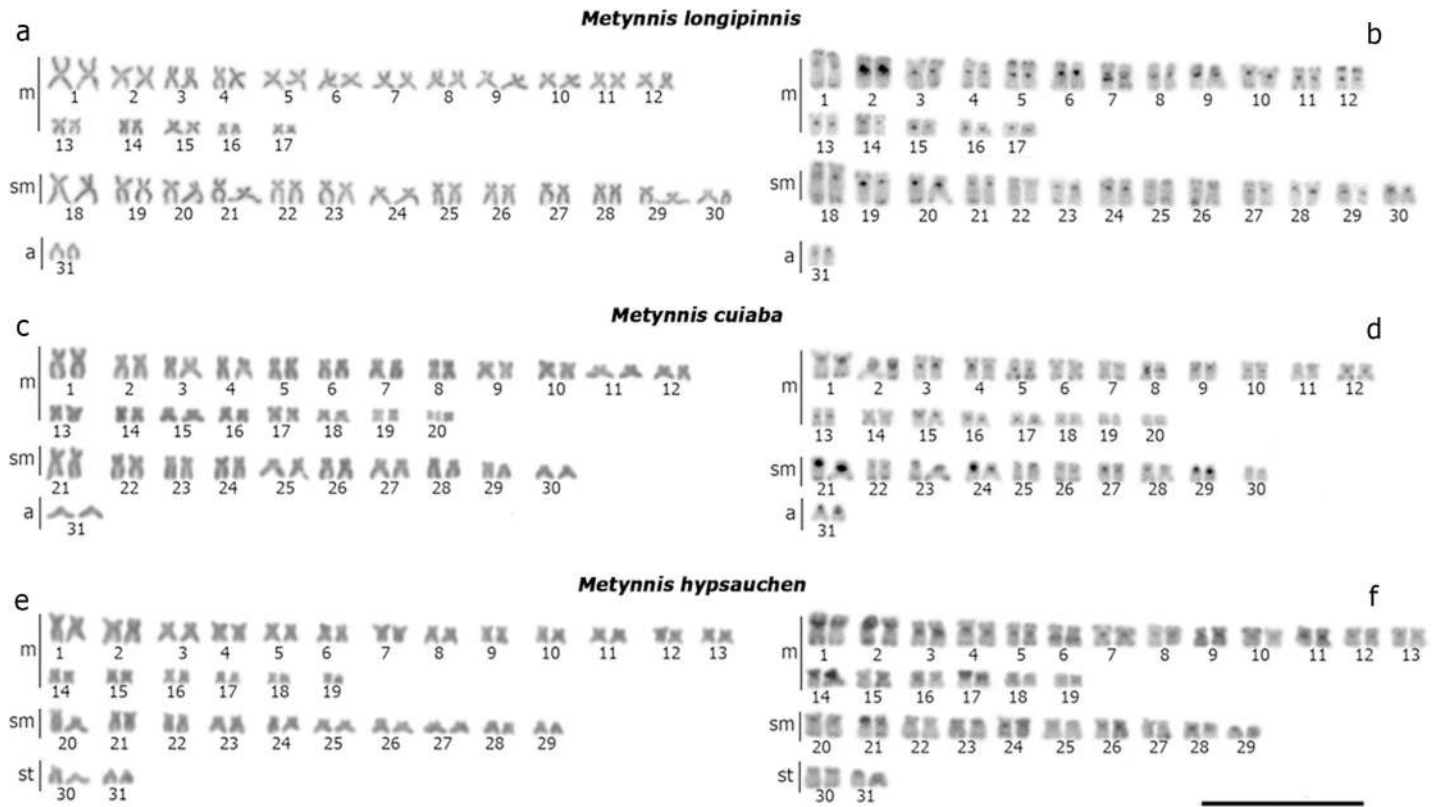 Metynnis longipinnis
a
b
m
1 2 3 4 5 6 7 8 9 10 11 12
13 14 15 16 17
sm
18 19 20 21 22 23 24 25 26 27 28 29 30
a
31
m
1 2 3 4 5 6 7 8 9 10 11 12
13 14 15 16 17
sm
18 19 20 21 22 23 24 25 26 27 28 29 30
a
31
Metynnis cuiaba
c
d
m
1 2 3 4 5 6 7 8 9 10 11 12
13 14 15 16 17 18 19 20
sm
21 22 23 24 25 26 27 28 29 30
a
31
m
1 2 3 4 5 6 7 8 9 10 11 12
13 14 15 16 17 18 19 20
sm
21 22 23 24 25 26 27 28 29 30
a
31
Metynnis hypsauchen
e
f
m
1 2 3 4 5 6 7 8 9 10 11 12 13
14 15 16 17 18 19
sm
20 21 22 23 24 25 26 27 28 29
st
30 31
m
1 2 3 4 5 6 7 8 9 10 11 12 13
14 15 16 17 18 19
sm
20 21 22 23 24 25 26 27 28 29
st
30 31